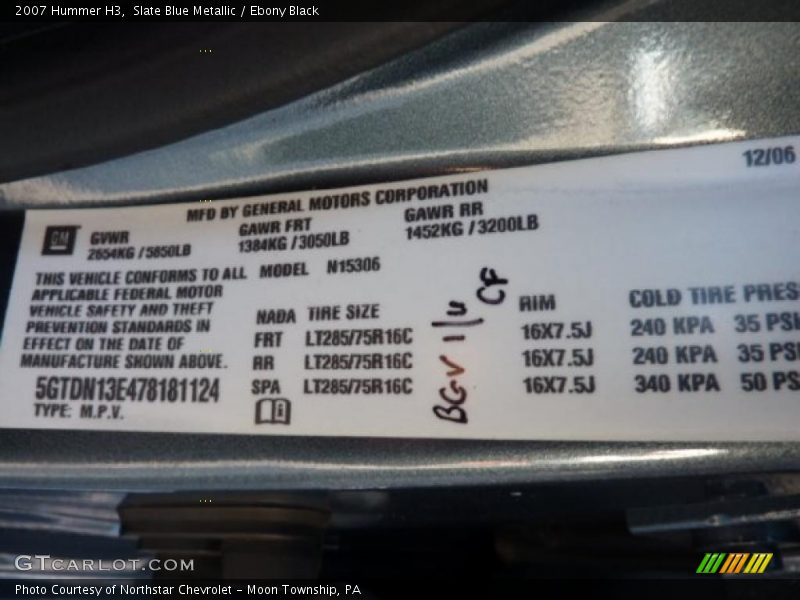 2007 Hummer H3, Slate Blue Metallic / Ebony Black
12/06
MFD BY GENERAL MOTORS CORPORATION
GM GVWR GAWR FRT GAWR RR
2654KG / 5850LB 1384KG / 3050LB 1452KG / 3200LB
THIS VEHICLE CONFORMS TO ALL MODEL N15306
APPLICABLE FEDERAL MOTOR
VEHICLE SAFETY AND THEFT
PREVENTION STANDARDS IN
EFFECT ON THE DATE OF
MANUFACTURE SHOWN ABOVE.
5GTDN13E478181124
TYPE: M.P.V.
NADA TIRE SIZE RIM COLD TIRE PRES
FRT LT285/75R16C 16X7.5J 240 KPA 35 PSI
RR LT285/75R16C 16X7.5J 240 KPA 35 PSI
SPA LT285/75R16C 16X7.5J 340 KPA 50 PS
BGV
CF
GTCARLOT.COM
Photo Courtesy of Northstar Chevrolet - Moon Township, PA